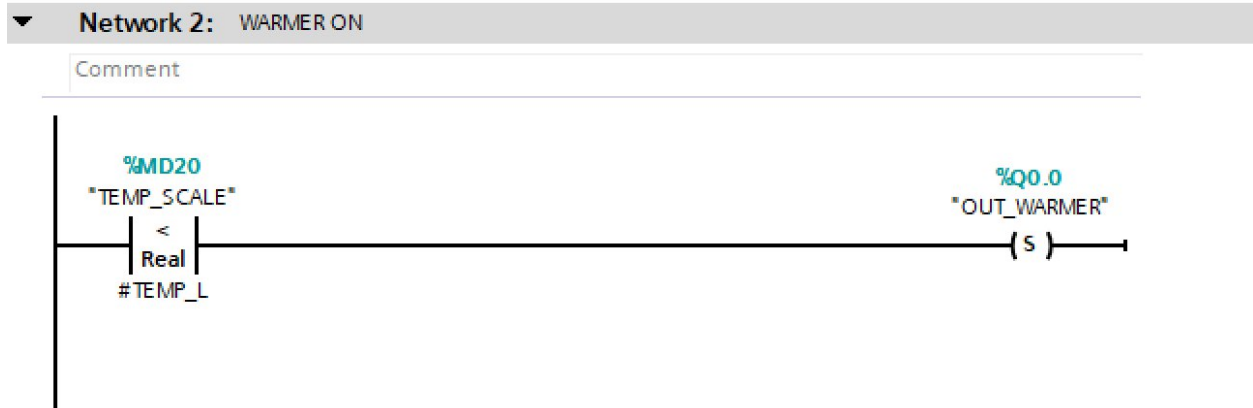 Network 2: WARMER ON
Comment
%MD20
"TEMP_SCALE"
<
Real
#TEMP_L
%Q0.0
"OUT_WARMER"
( S )